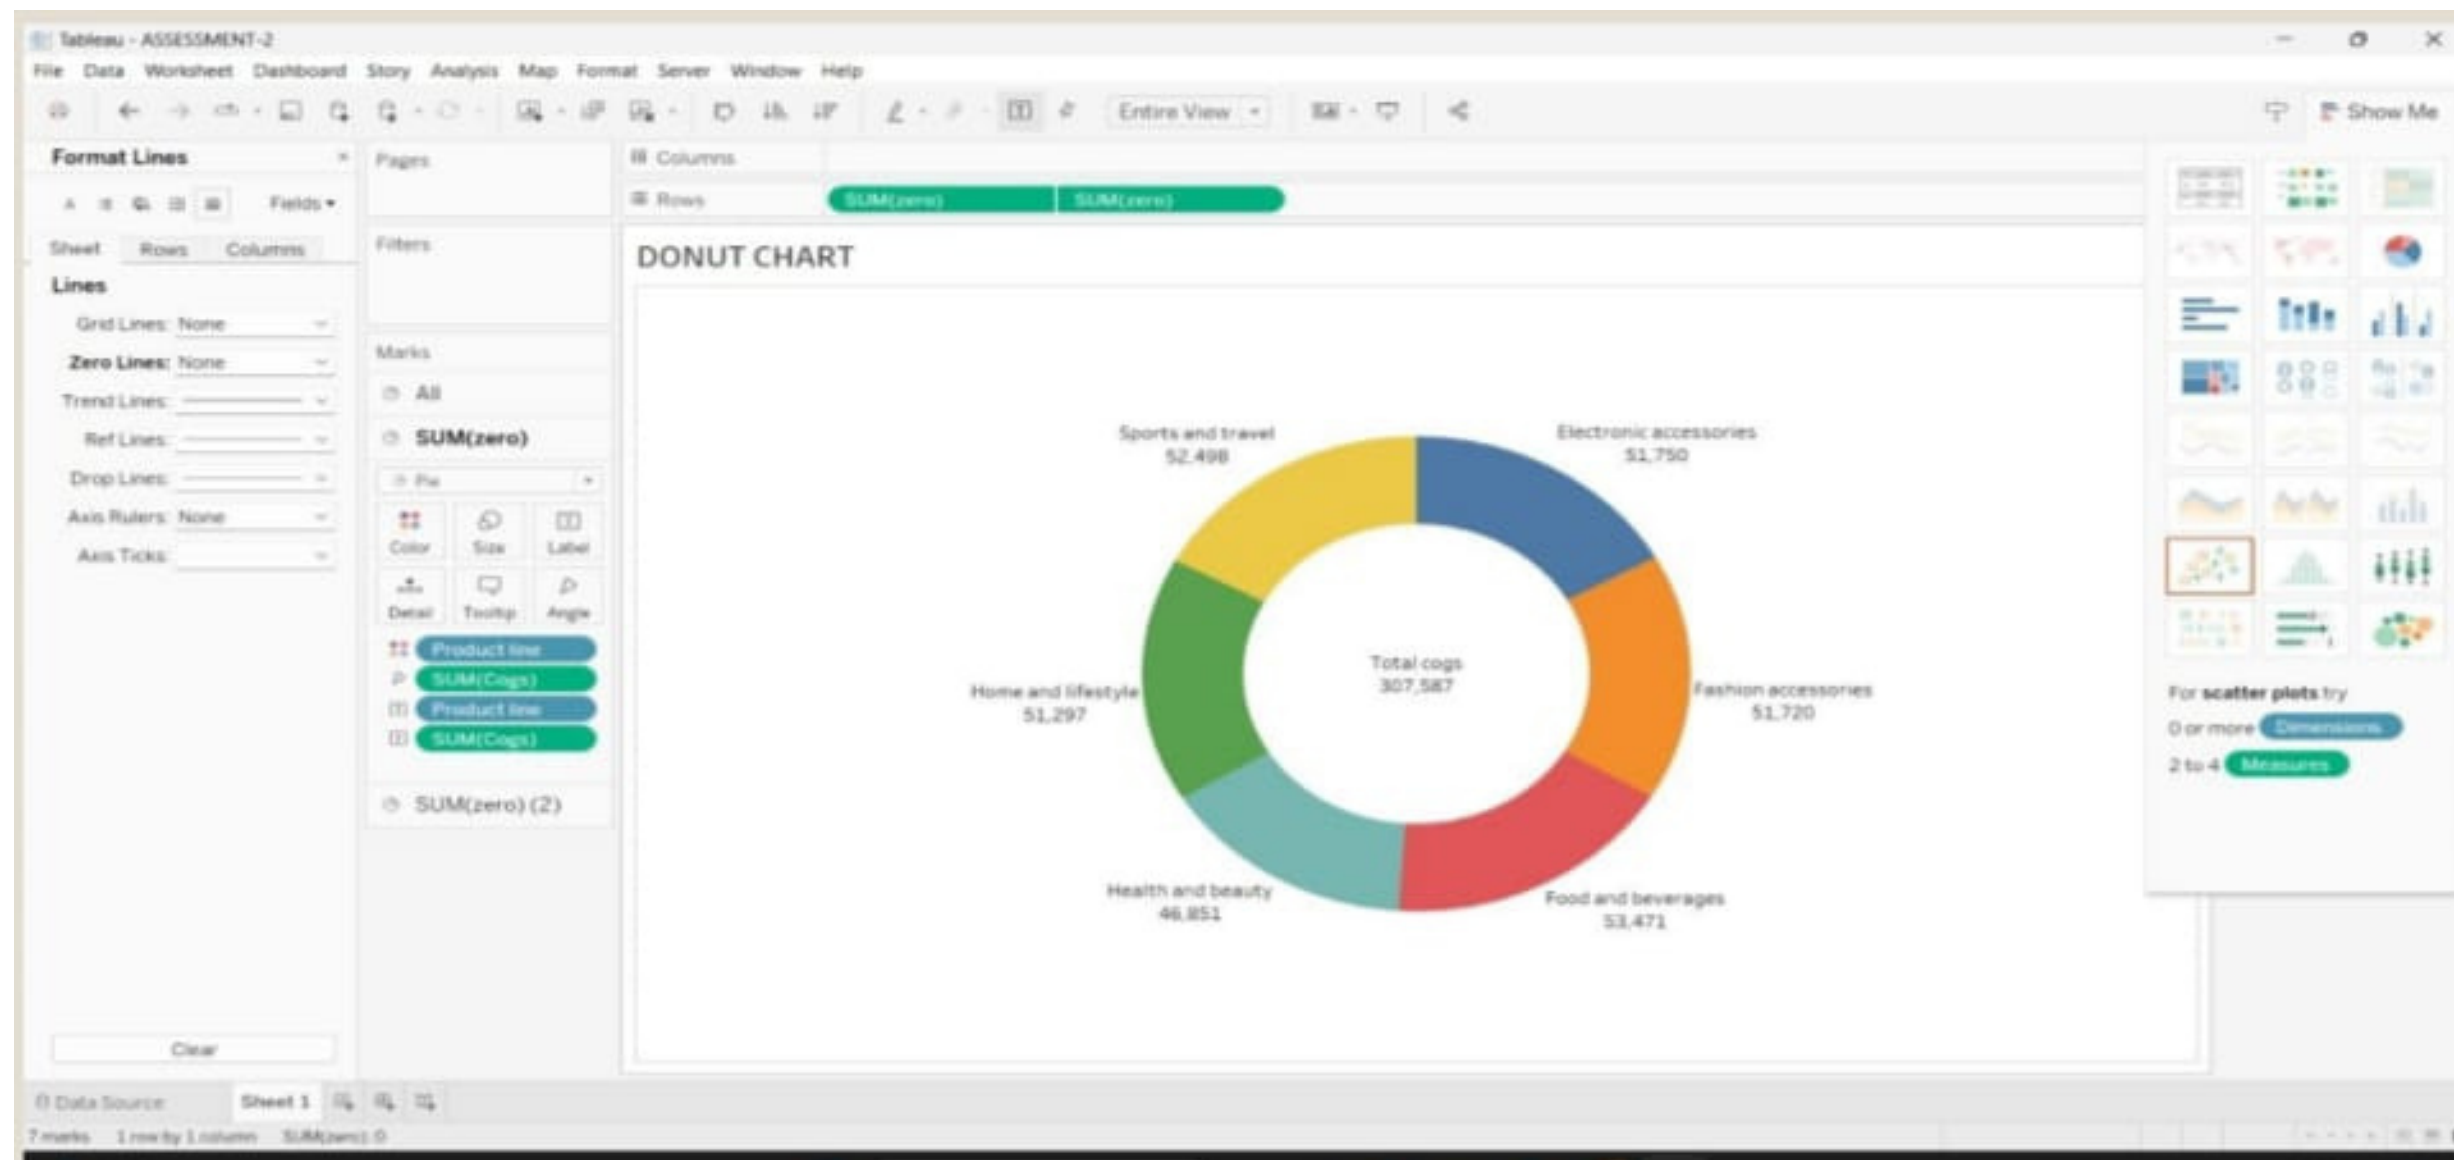 Tableau - ASSESSMENT-2
File Data Worksheet Dashboard Story Analysis Map Format Server Window Help
Entire View
Show Me
Format Lines
Fields
Sheet Rows Columns
Lines
Grid Lines: None
Zero Lines: None
Trend Lines:
Ref Lines:
Drop Lines:
Axis Rulers: None
Axis Ticks:
Clear
Pages
Filters
Marks
All
SUM(zero)
Pie
Color Size Label
Detail Tooltip Angle
Product line
SUM(Cogs)
Product line
SUM(Cogs)
SUM(zero) (2)
Columns
Rows SUM(zero) SUM(zero)
DONUT CHART
Sports and travel
52,498
Electronic accessories
51,750
Total cogs
307,587
Home and lifestyle
51,297
Fashion accessories
51,720
Health and beauty
46,851
Food and beverages
53,471
For scatter plots try
0 or more Dimensions
2 to 4 Measures
Data Source Sheet 1
7 marks 1 row by 1 column SUM(zero): 0